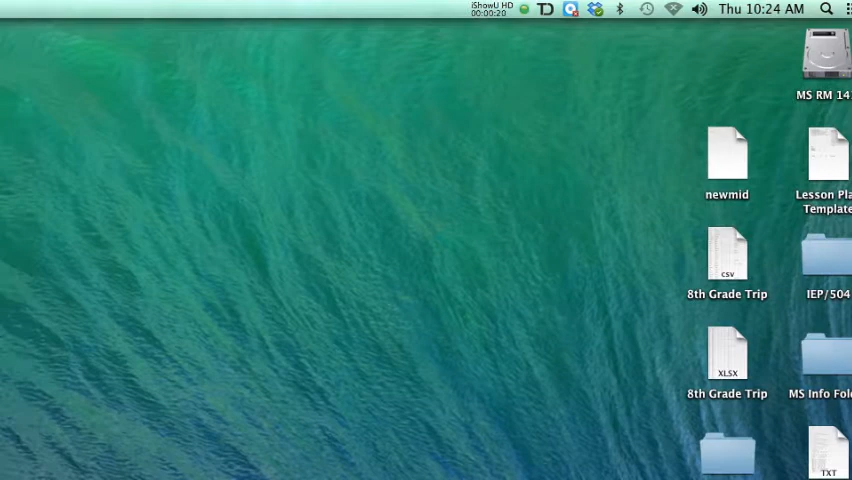 iShowU HD
00:00:20
Thu 10:24 AM
MS RM 14
newmid
Lesson Pla
Template
CSV
8th Grade Trip
IEP/504
XLSX
8th Grade Trip
MS Info Fol
TXT